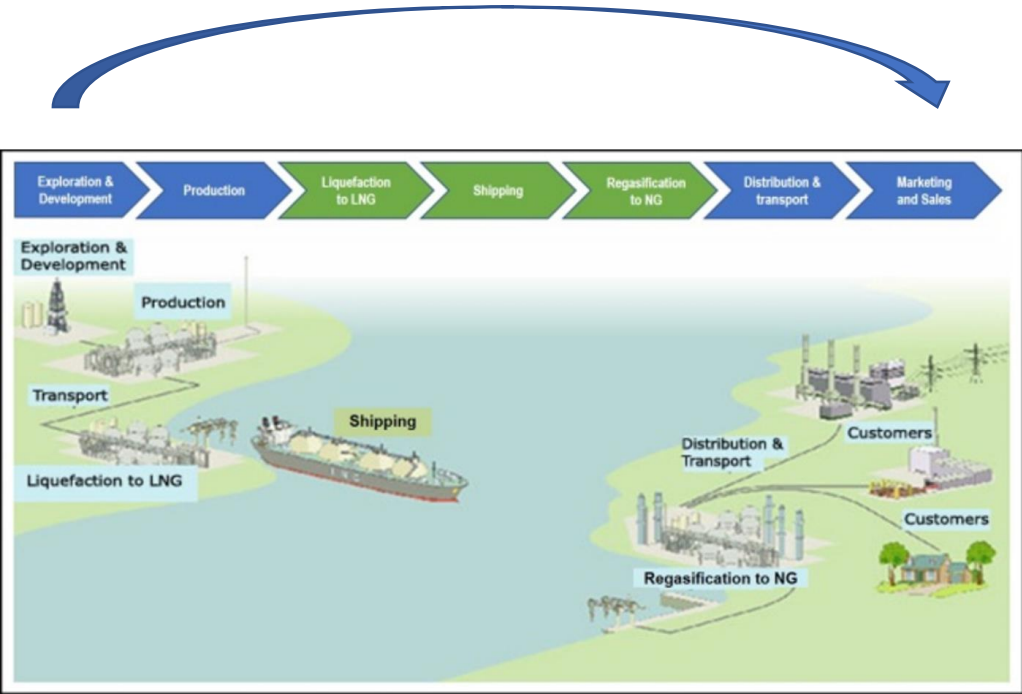 Exploration &
Development
Production
Liquefaction
to LNG
Shipping
Regasification
to NG
Distribution &
transport
Marketing
and Sales
Exploration &
Development
Production
Transport
Liquefaction to LNG
Shipping
Distribution &
Transport
Customers
Customers
Regasification to NG